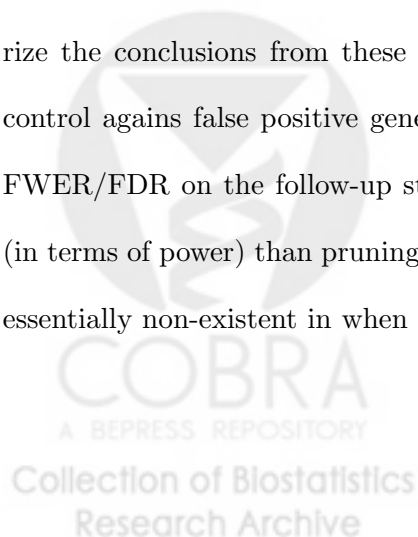 rize the conclusions from these
control agains false positive gene
FWER/FDR on the follow-up st
(in terms of power) than pruning
essentially non-existent in when
COBRA
A BEPRESS REPOSITORY
Collection of Biostatistics
Research Archive